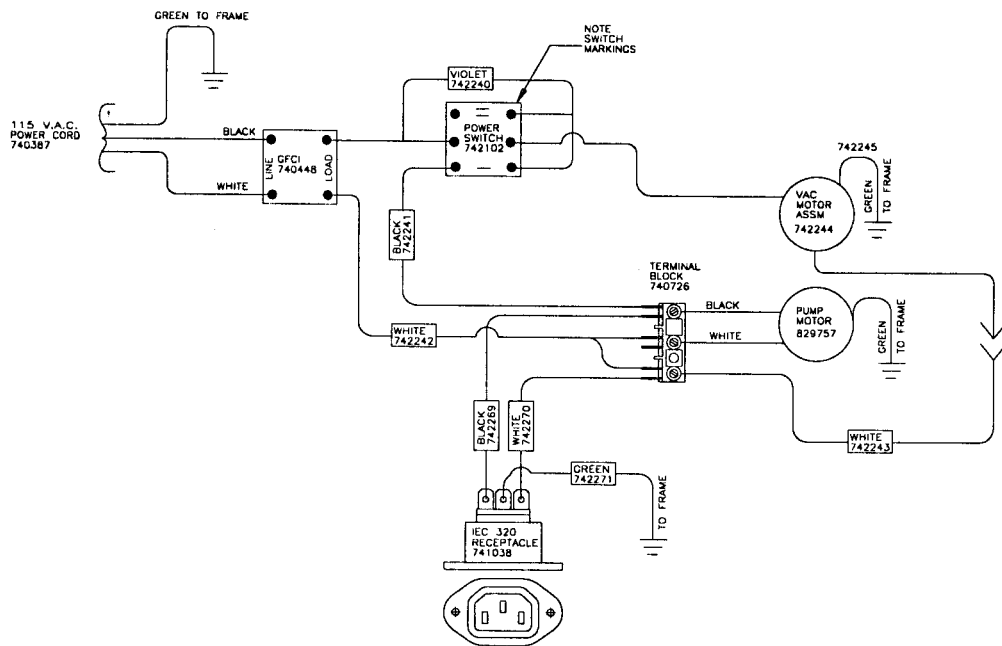 GREEN TO FRAME
NOTE
SWITCH
MARKINGS
VIOLET
742240
115 V.A.C.
POWER CORD
740387
BLACK
LINE
GFCI
740448
LOAD
POWER
SWITCH
742102
WHITE
742245
GREEN
TO FRAME
VAC
MOTOR
ASSM
742244
BLACK
742241
TERMINAL
BLOCK
740726
BLACK
WHITE
PUMP
MOTOR
829757
GREEN
TO FRAME
WHITE
742242
BLACK
742269
WHITE
742270
WHITE
742243
GREEN
742271
TO FRAME
IEC 320
RECEPTACLE
741038